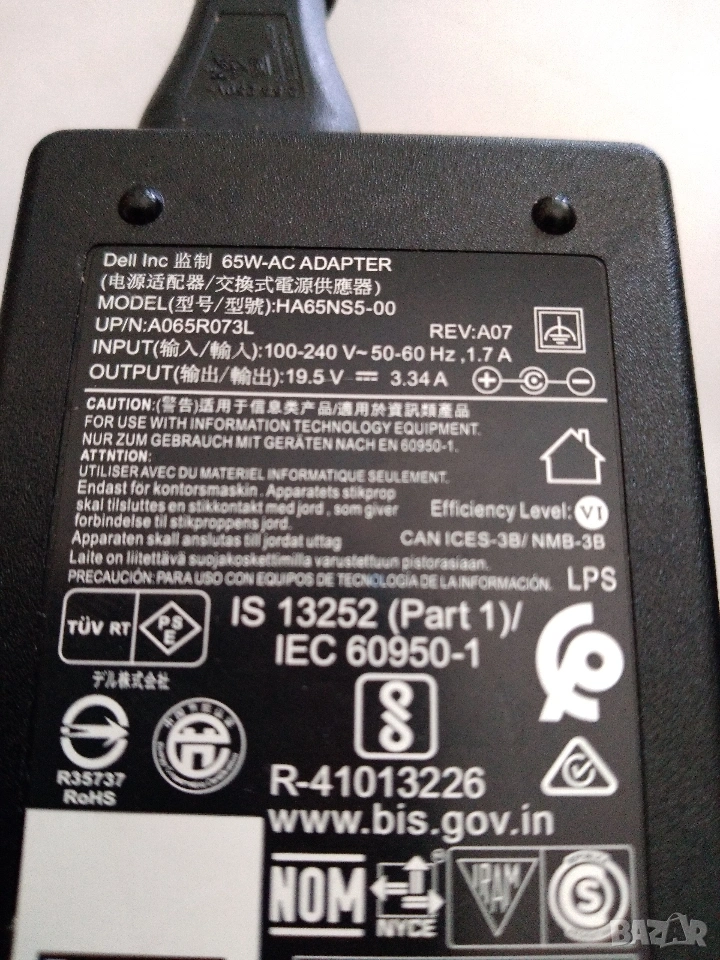 Dell Inc 监制 65W-AC ADAPTER
(电源适配器/交換式電源供應器)
MODEL(型号/型號):HA65NS5-00
UP/N:A065R073L REV:A07
INPUT(输入/輸入):100-240 V~50-60 Hz ,1.7 A
OUTPUT(输出/輸出):19.5 V ⎓ 3.34 A
CAUTION:(警告)适用于信息类产品/適用於資訊類產品
FOR USE WITH INFORMATION TECHNOLOGY EQUIPMENT.
NUR ZUM GEBRAUCH MIT GERÄTEN NACH EN 60950-1.
ATTNTION:
UTILISER AVEC DU MATERIEL INFORMATIQUE SEULEMENT.
Endast för kontorsmaskin . Apparatets stikprop
skal tilsluttes en stikkontakt med jord , som giver
forbindelse til stikproppens jord.
Efficiency Level: VI
Apparaten skall anslutas till jordat uttag
CAN ICES-3B/ NMB-3B
Laite on liitettävä suojakoskettimilla varustettuun pistorasiaan.
PRECAUCIÓN: PARA USO CON EQUIPOS DE TECNOLOGÍA DE LA INFORMACIÓN. LPS
TÜV RT PSE
IS 13252 (Part 1)/
IEC 60950-1
デル株式会社
R35737
RoHS
R-41013226
www.bis.gov.in
NOM NYCE IRAM S
BAZAR